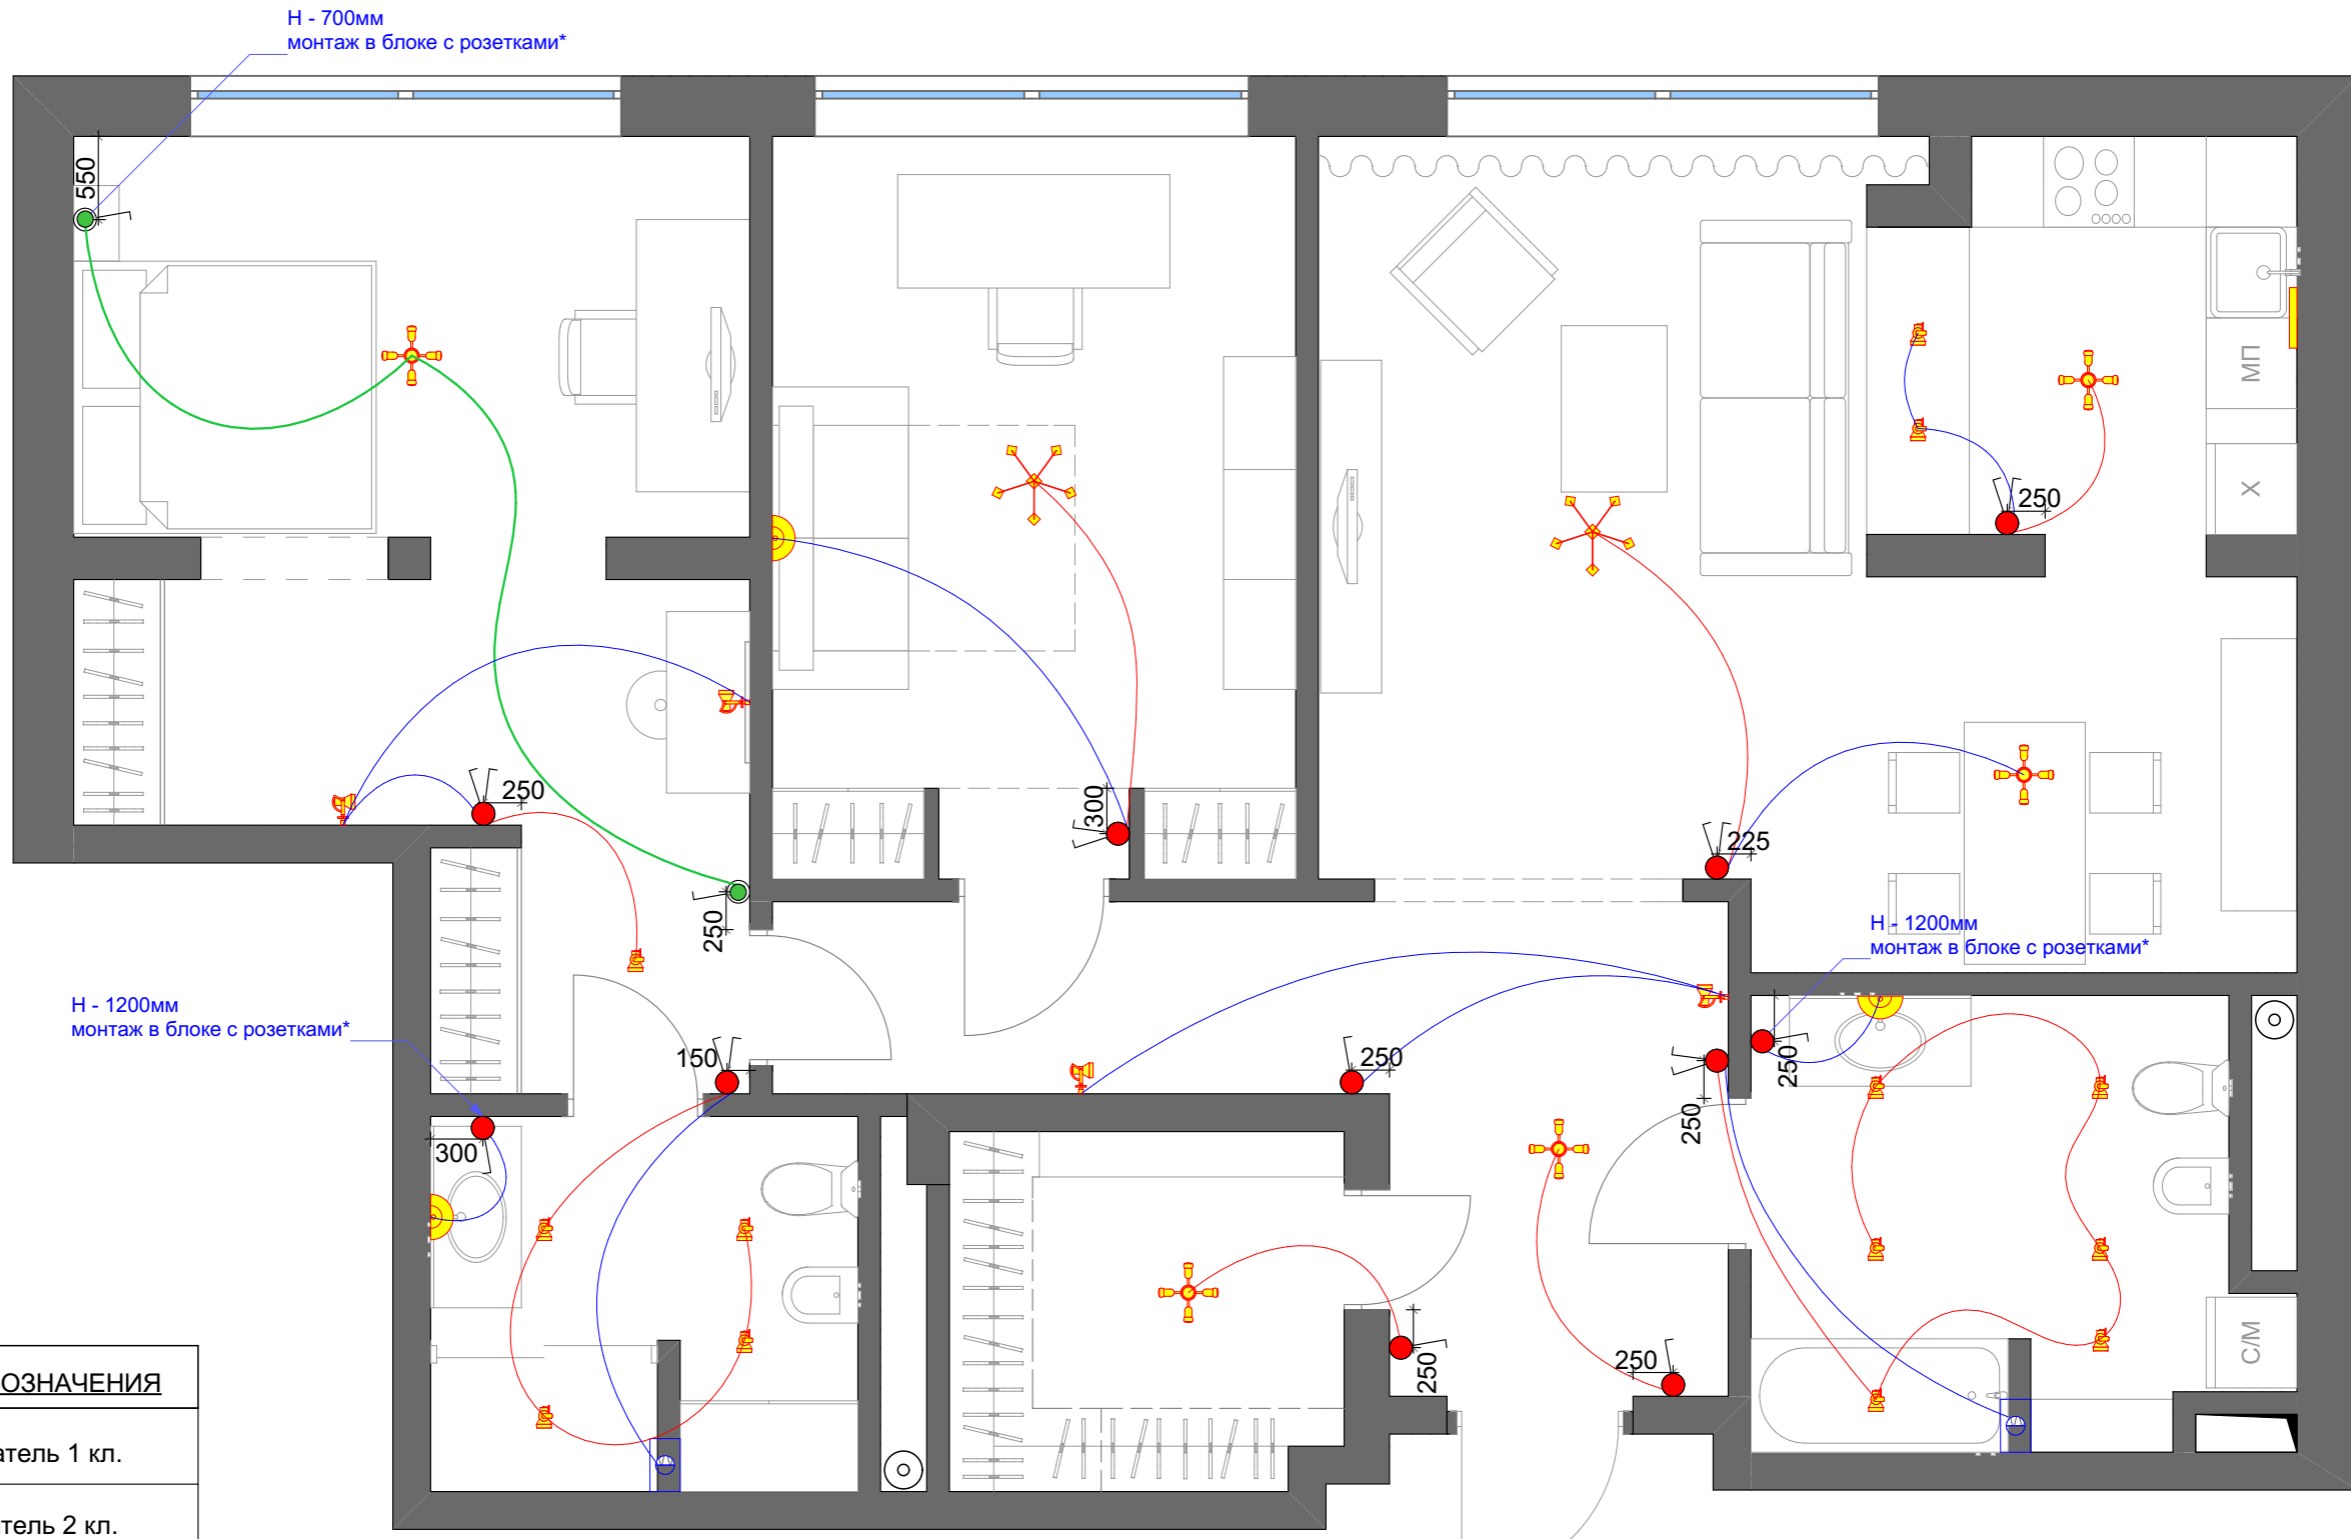 H - 700мм
монтаж в блоке с розетками*
550
МП
X
250
250
300
225
H - 1200мм
монтаж в блоке с розетками*
250
H - 1200мм
монтаж в блоке с розетками*
150
250
250
250
300
С/М
250
250
ОЗНАЧЕНИЯ
атель 1 кл.
тель 2 кл.